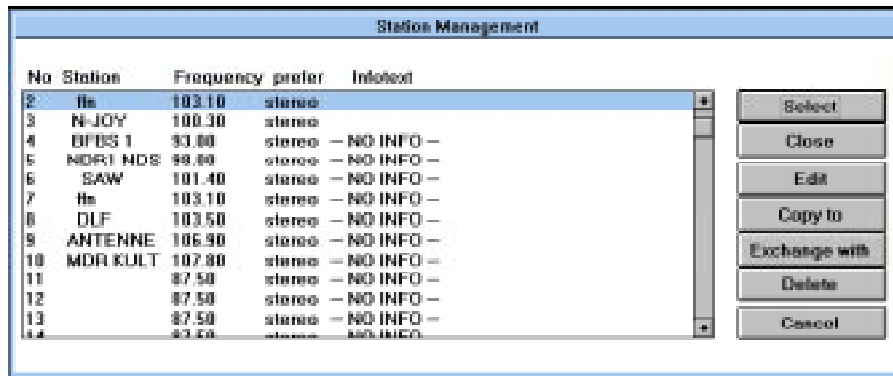 Station Management
No Station Frequency prefer Infotext
2 ffn 103.10 stereo
3 N-JOY 100.30 stereo
4 BFBS 1 93.00 stereo -- NO INFO --
5 NDR1 NDS 98.00 stereo -- NO INFO --
6 SAW 101.40 stereo -- NO INFO --
7 ffn 103.10 stereo -- NO INFO --
8 DLF 103.50 stereo -- NO INFO --
9 ANTENNE 106.90 stereo -- NO INFO --
10 MDR KULT 107.80 stereo -- NO INFO --
11 87.50 stereo -- NO INFO --
12 87.50 stereo -- NO INFO --
13 87.50 stereo -- NO INFO --
Select
Close
Edit
Copy to
Exchange with
Delete
Cancel